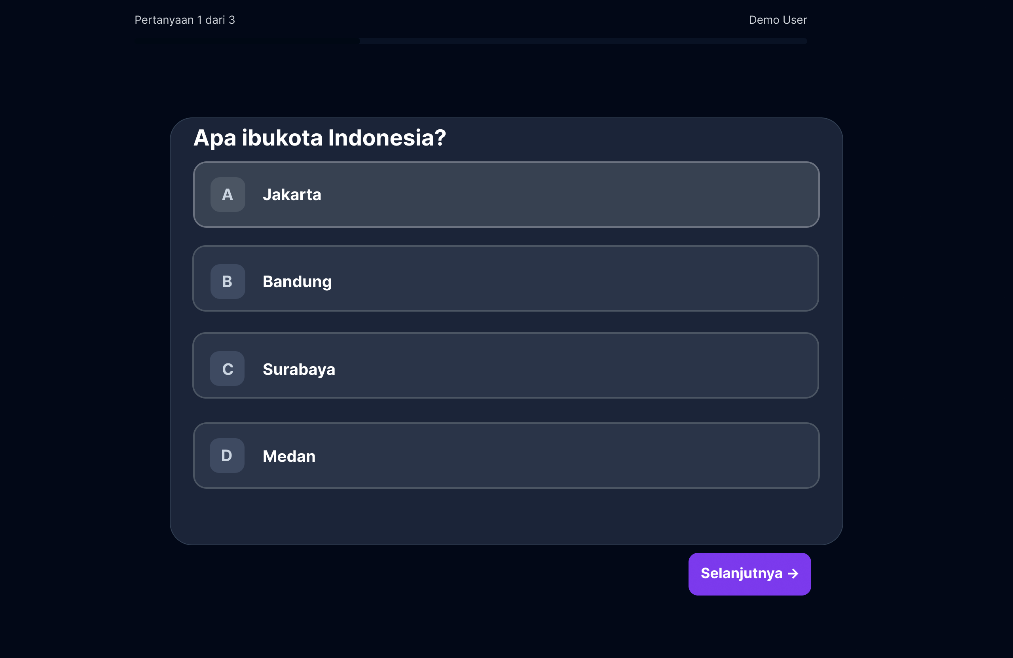 Pertanyaan 1 dari 3
Demo User
Apa ibukota Indonesia?
A
Jakarta
B
Bandung
C
Surabaya
D
Medan
Selanjutnya →